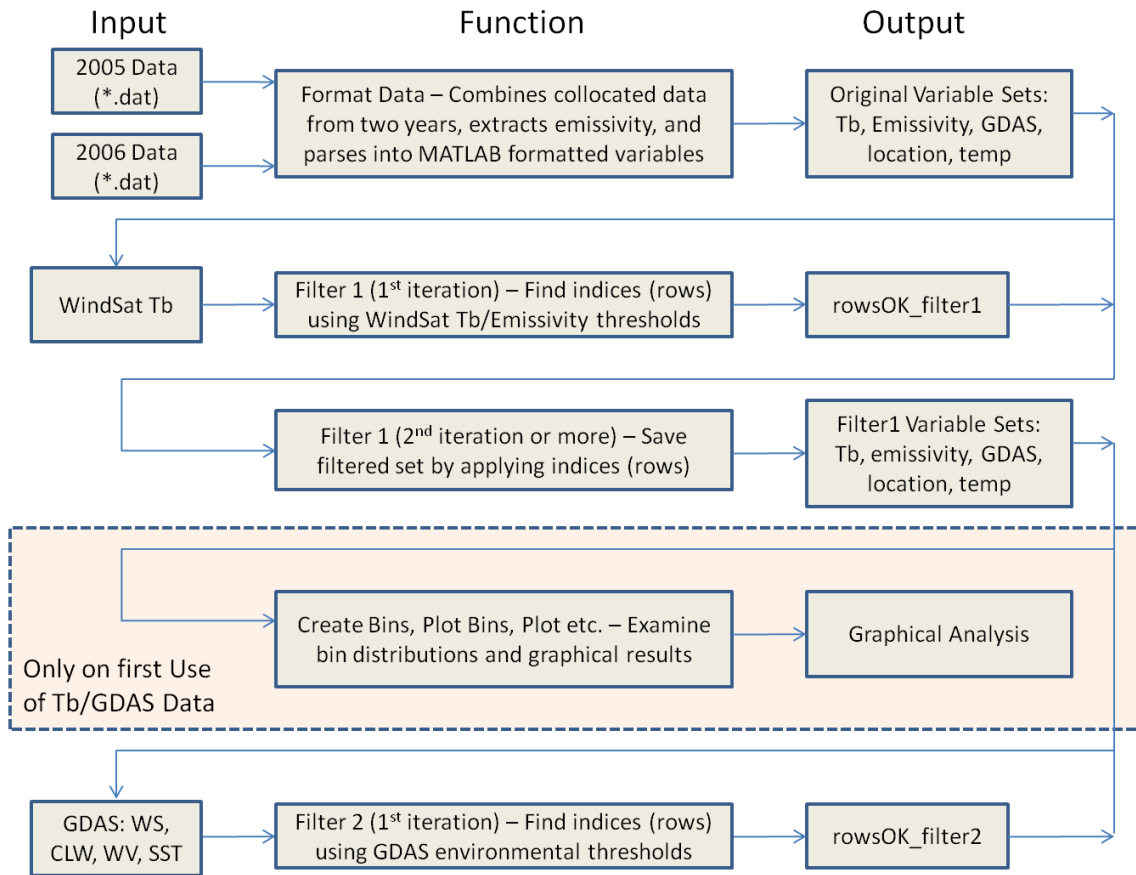 Input
Function
Output
2005 Data
(*.dat)
2006 Data
(*.dat)
Format Data – Combines collocated data
from two years, extracts emissivity, and
parses into MATLAB formatted variables
Original Variable Sets:
Tb, Emissivity, GDAS,
location, temp
WindSat Tb
Filter 1 (1st iteration) – Find indices (rows)
using WindSat Tb/Emissivity thresholds
rowsOK_filter1
Filter 1 (2nd iteration or more) – Save
filtered set by applying indices (rows)
Filter1 Variable Sets:
Tb, emissivity, GDAS,
location, temp
Create Bins, Plot Bins, Plot etc. – Examine
bin distributions and graphical results
Graphical Analysis
Only on first Use
of Tb/GDAS Data
GDAS: WS,
CLW, WV, SST
Filter 2 (1st iteration) – Find indices (rows)
using GDAS environmental thresholds
rowsOK_filter2